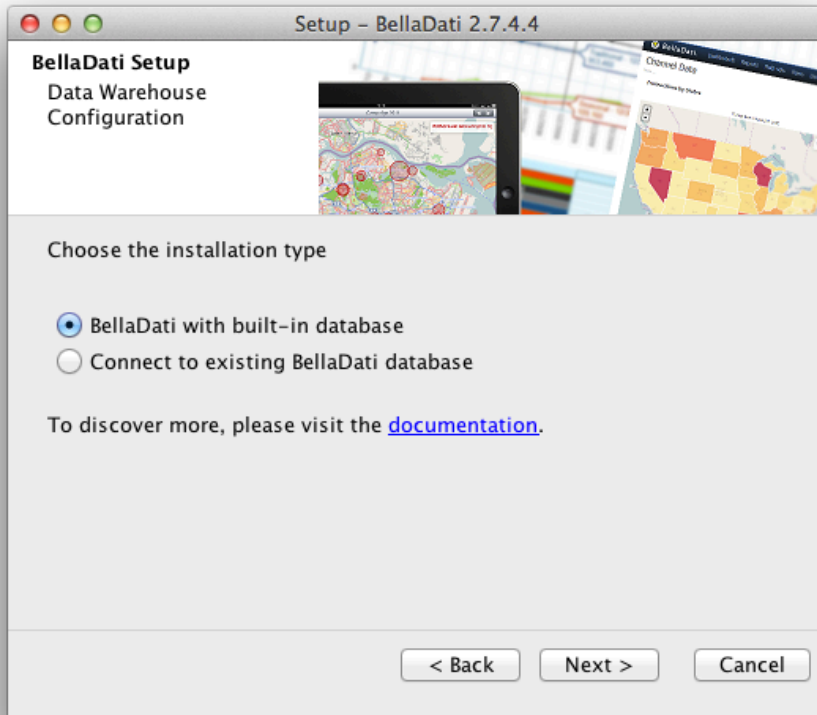 Setup – BellaDati 2.7.4.4
BellaDati Setup
Data Warehouse
Configuration
BellaDati
Channel Data
Choose the installation type
BellaDati with built-in database
Connect to existing BellaDati database
To discover more, please visit the documentation.
< Back
Next >
Cancel